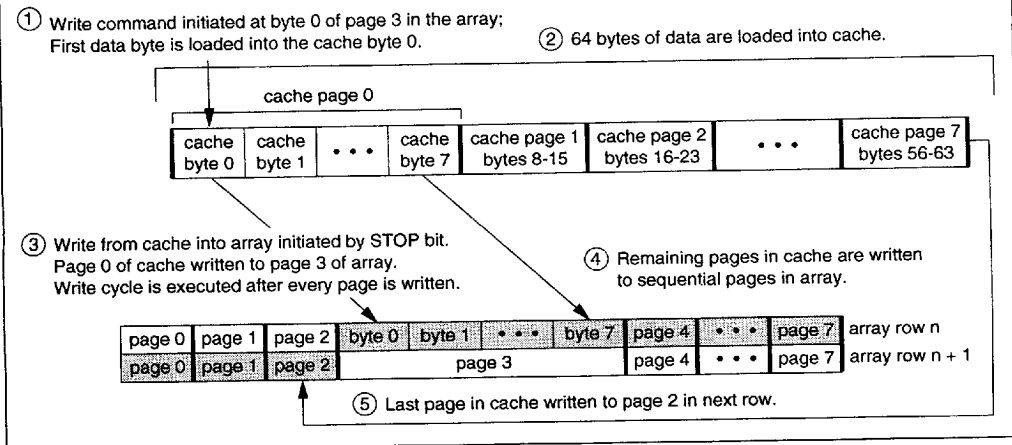 ① Write command initiated at byte 0 of page 3 in the array;
First data byte is loaded into the cache byte 0.
② 64 bytes of data are loaded into cache.
cache page 0
cache byte 0 cache byte 1 • • • cache byte 7 cache page 1 bytes 8-15 cache page 2 bytes 16-23 • • • cache page 7 bytes 56-63
③ Write from cache into array initiated by STOP bit.
Page 0 of cache written to page 3 of array.
Write cycle is executed after every page is written.
④ Remaining pages in cache are written
to sequential pages in array.
page 0 page 1 page 2 byte 0 byte 1 • • • byte 7 page 4 • • • page 7 array row n
page 0 page 1 page 2 page 3 page 4 • • • page 7 array row n + 1
⑤ Last page in cache written to page 2 in next row.